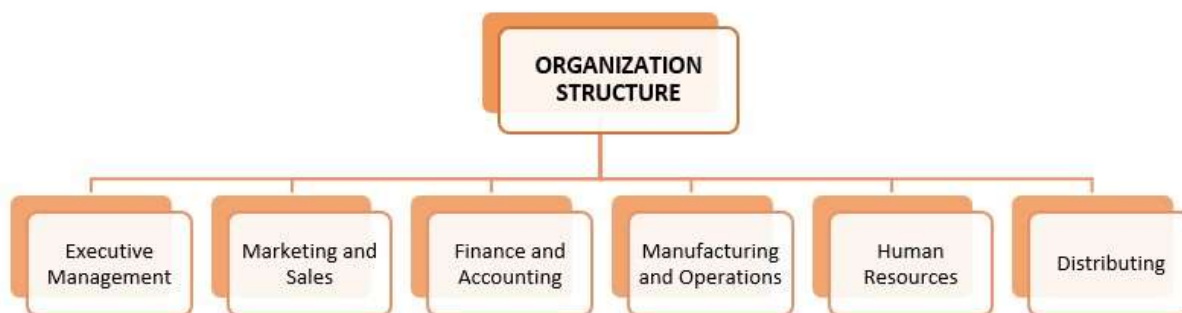 ORGANIZATION
STRUCTURE
Executive
Management
Marketing and
Sales
Finance and
Accounting
Manufacturing
and Operations
Human
Resources
Distributing